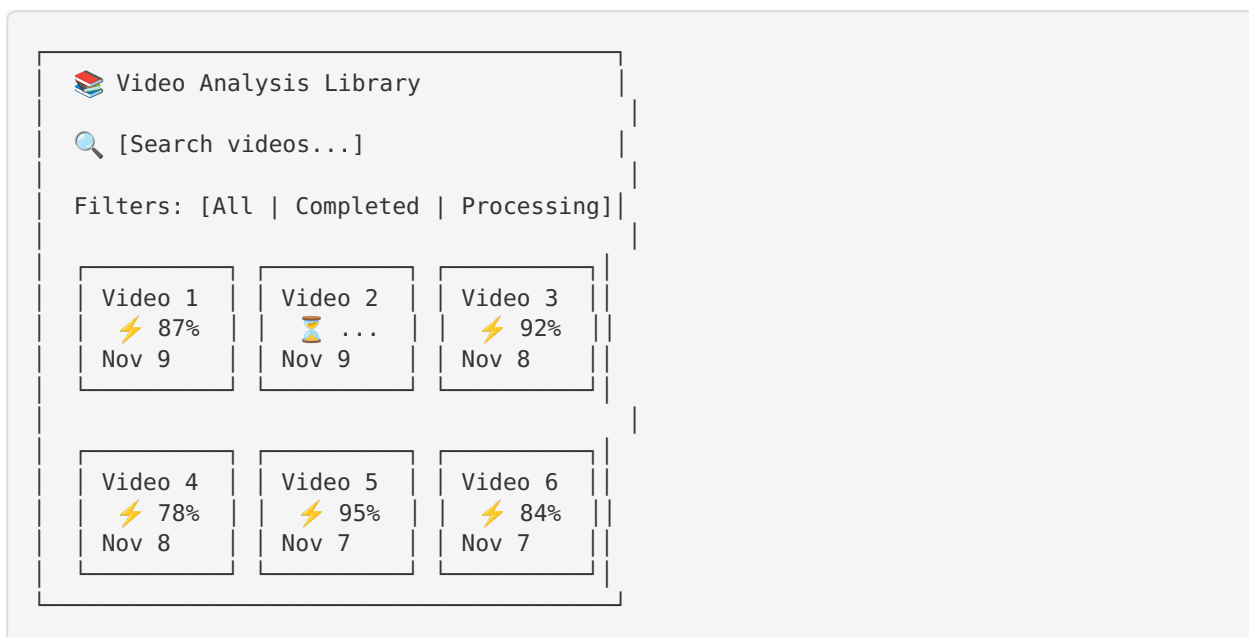 📚 Video Analysis Library
🔍 [Search videos...]
Filters: [All | Completed | Processing]
Video 1 Video 2 Video 3
⚡ 87% ⏳ ... ⚡ 92%
Nov 9 Nov 9 Nov 8
Video 4 Video 5 Video 6
⚡ 78% ⚡ 95% ⚡ 84%
Nov 8 Nov 7 Nov 7